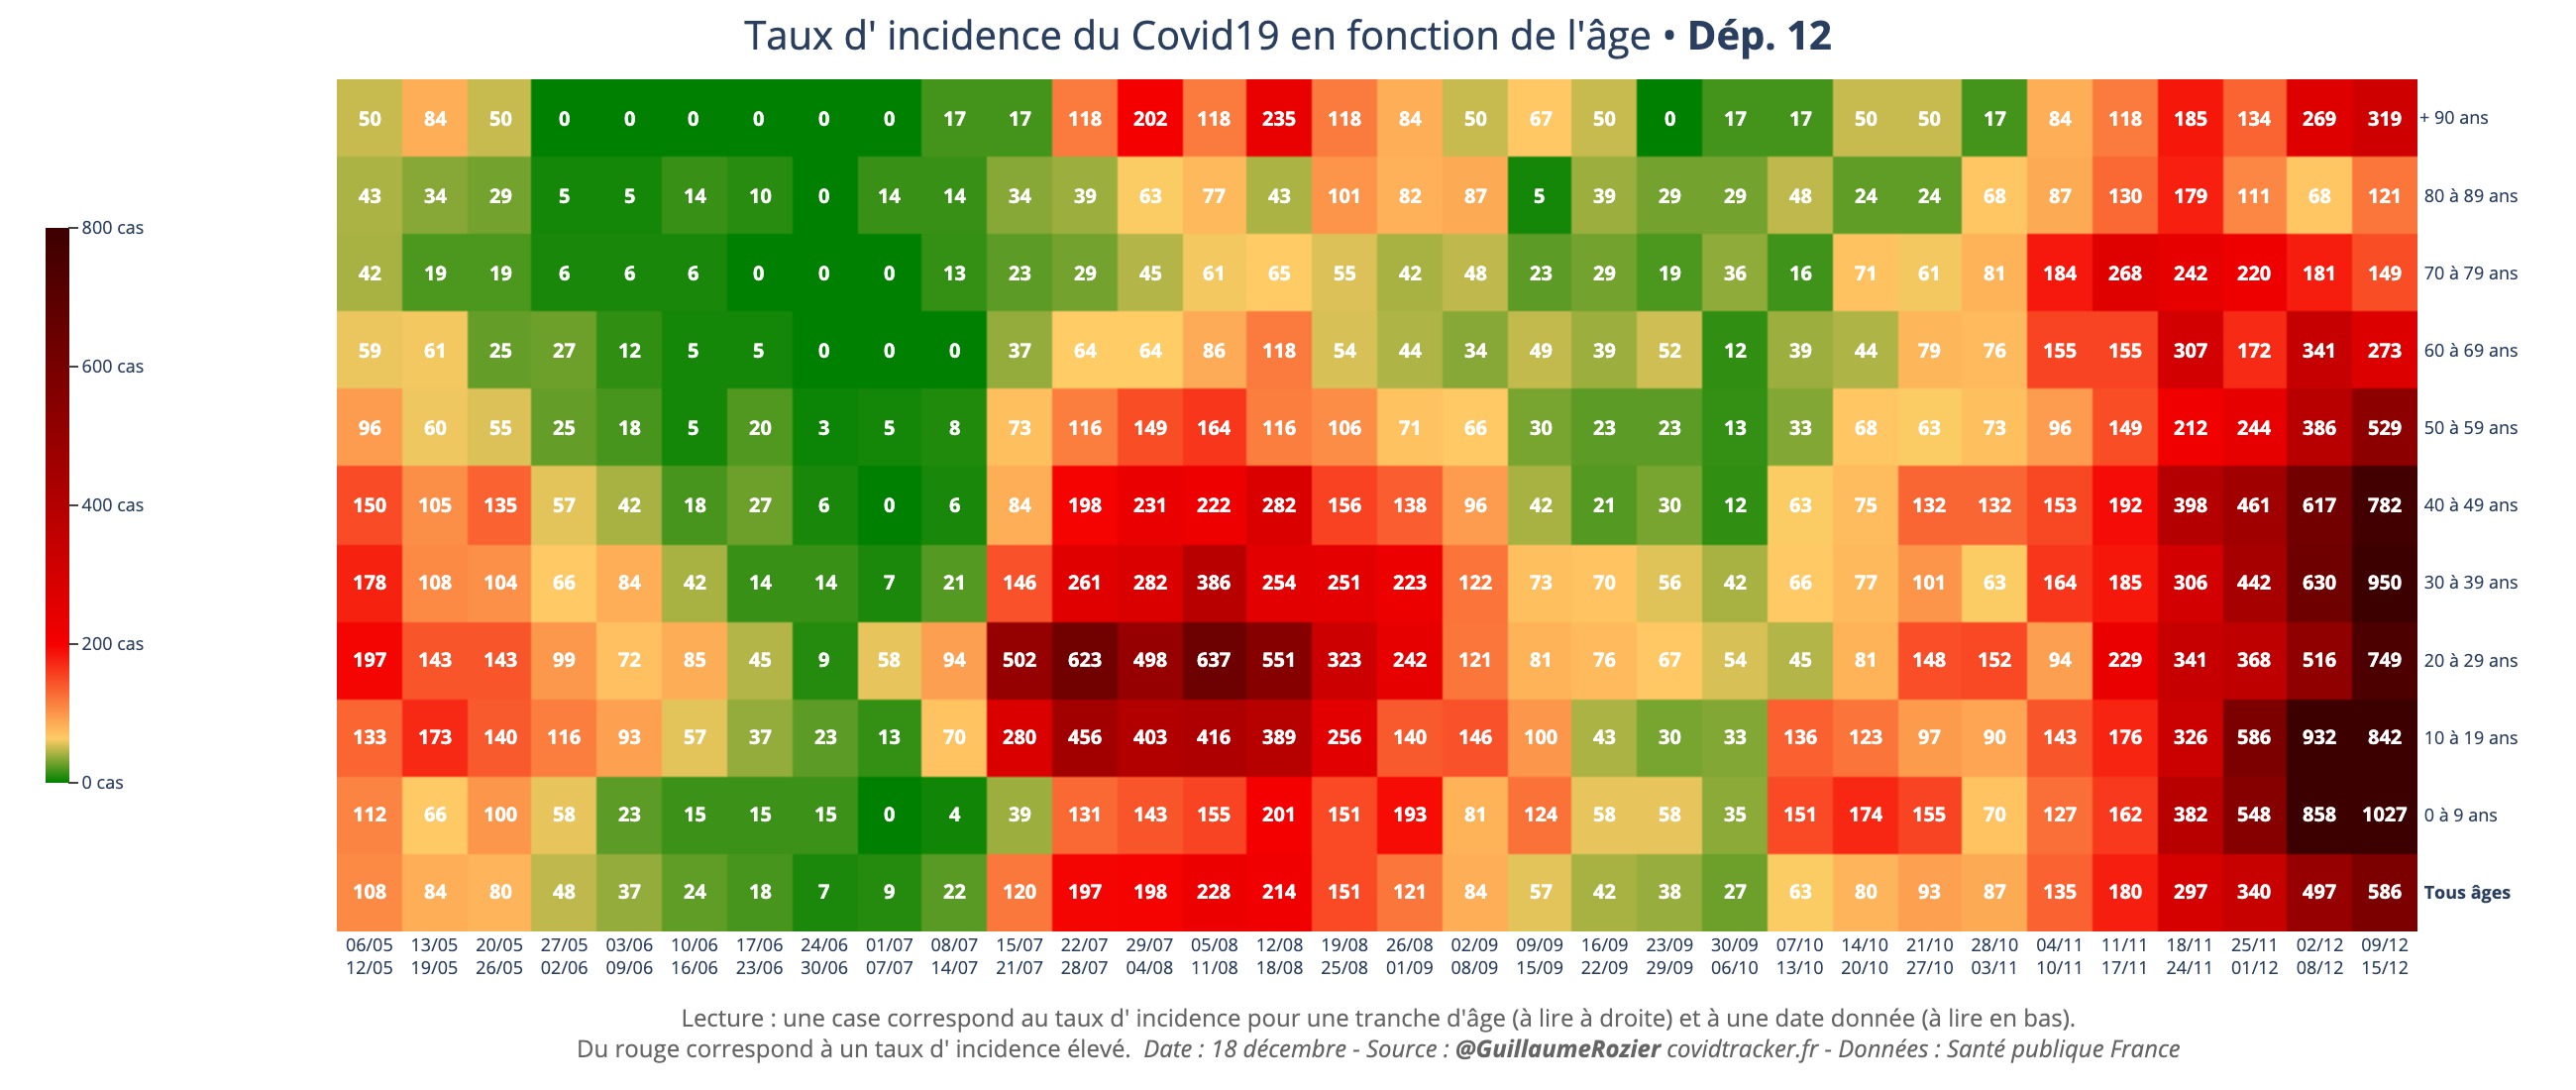 Taux d' incidence du Covid19 en fonction de l'âge • Dép. 12
50 84 50 0 0 0 0 0 0 17 17 118 202 118 235 118 84 50 67 50 0 17 17 50 50 17 84 118 185 134 269 319 + 90 ans
43 34 29 5 5 14 10 0 14 14 34 39 63 77 43 101 82 87 5 39 29 29 48 24 24 68 87 130 179 111 68 121 80 à 89 ans
800 cas
42 19 19 6 6 6 0 0 0 13 23 29 45 61 65 55 42 48 23 29 19 36 16 71 61 81 184 268 242 220 181 149 70 à 79 ans
59 61 25 27 12 5 5 0 0 0 37 64 64 86 118 54 44 34 49 39 52 12 39 44 79 76 155 155 307 172 341 273 60 à 69 ans
600 cas
96 60 55 25 18 5 20 3 5 8 73 116 149 164 116 106 71 66 30 23 23 13 33 68 63 73 96 149 212 244 386 529 50 à 59 ans
400 cas
150 105 135 57 42 18 27 6 0 6 84 198 231 222 282 156 138 96 42 21 30 12 63 75 132 132 153 192 398 461 617 782 40 à 49 ans
178 108 104 66 84 42 14 14 7 21 146 261 282 386 254 251 223 122 73 70 56 42 66 77 101 63 164 185 306 442 630 950 30 à 39 ans
200 cas
197 143 143 99 72 85 45 9 58 94 502 623 498 637 551 323 242 121 81 76 67 54 45 81 148 152 94 229 341 368 516 749 20 à 29 ans
133 173 140 116 93 57 37 23 13 70 280 456 403 416 389 256 140 146 100 43 30 33 136 123 97 90 143 176 326 586 932 842 10 à 19 ans
0 cas
112 66 100 58 23 15 15 15 0 4 39 131 143 155 201 151 193 81 124 58 58 35 151 174 155 70 127 162 382 548 858 1027 0 à 9 ans
108 84 80 48 37 24 18 7 9 22 120 197 198 228 214 151 121 84 57 42 38 27 63 80 93 87 135 180 297 340 497 586 Tous âges
06/05 13/05 20/05 27/05 03/06 10/06 17/06 24/06 01/07 08/07 15/07 22/07 29/07 05/08 12/08 19/08 26/08 02/09 09/09 16/09 23/09 30/09 07/10 14/10 21/10 28/10 04/11 11/11 18/11 25/11 02/12 09/12
12/05 19/05 26/05 02/06 09/06 16/06 23/06 30/06 07/07 14/07 21/07 28/07 04/08 11/08 18/08 25/08 01/09 08/09 15/09 22/09 29/09 06/10 13/10 20/10 27/10 03/11 10/11 17/11 24/11 01/12 08/12 15/12
Lecture : une case correspond au taux d' incidence pour une tranche d'âge (à lire à droite) et à une date donnée (à lire en bas).
Du rouge correspond à un taux d' incidence élevé. Date : 18 décembre - Source : @GuillaumeRozier covidtracker.fr - Données : Santé publique France